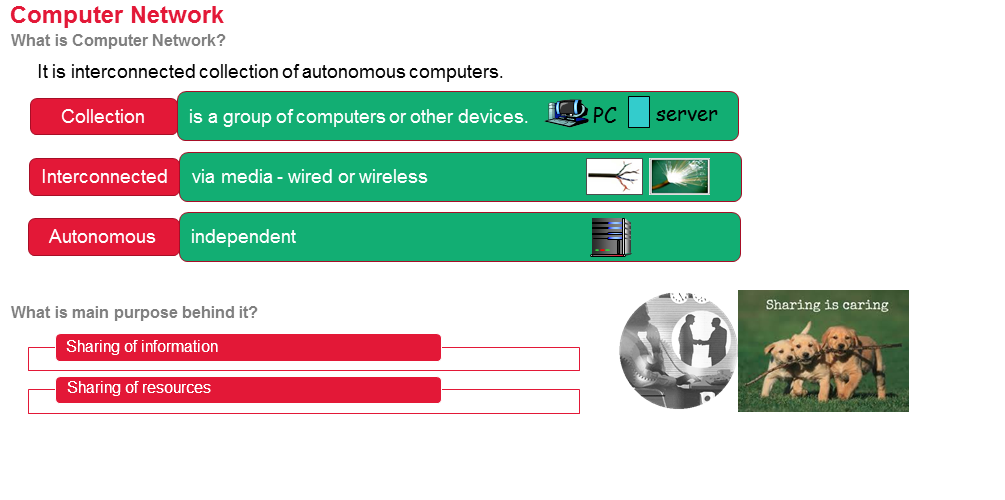 Computer Network
What is Computer Network?
It is interconnected collection of autonomous computers.
Collection
is a group of computers or other devices.
PC
server
Interconnected
via media - wired or wireless
Autonomous
independent
What is main purpose behind it?
Sharing of information
Sharing of resources
Sharing is caring